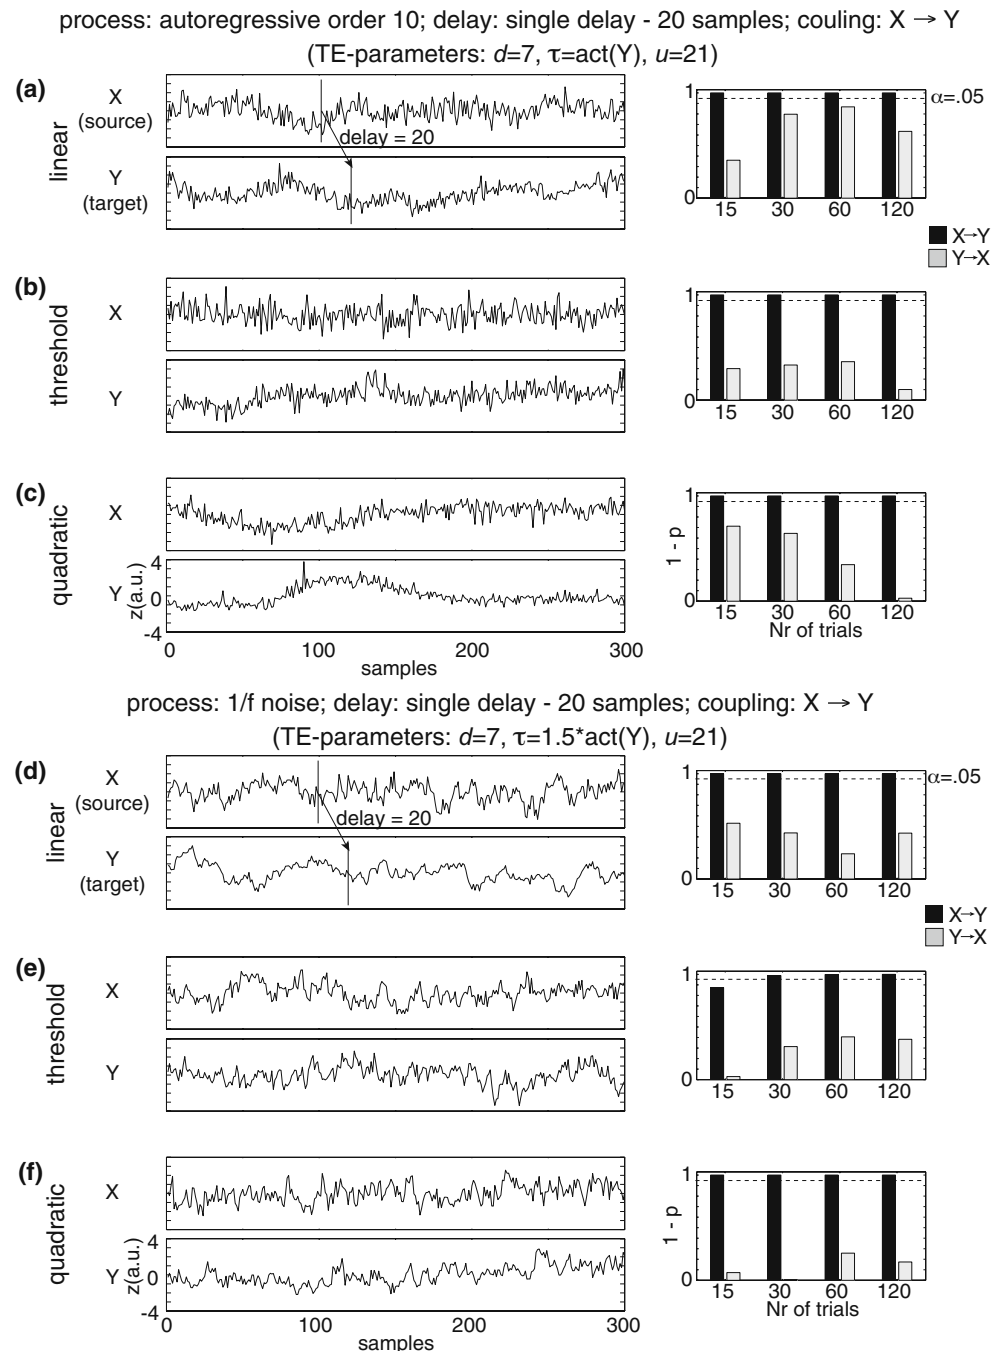 process: autoregressive order 10; delay: single delay - 20 samples; couling: X → Y
(TE-parameters: d=7, τ=act(Y), u=21)
(a)
linear
X
(source)
delay = 20
Y
(target)
1
0
α=.05
15 30 60 120
X→Y
Y→X
(b)
threshold
X
Y
1
0
15 30 60 120
(c)
quadratic
X
Y
z(a.u.)
4
0
-4
0 100 200 300
samples
1
1 - p
0
15 30 60 120
Nr of trials
process: 1/f noise; delay: single delay - 20 samples; coupling: X → Y
(TE-parameters: d=7, τ=1.5*act(Y), u=21)
(d)
linear
X
(source)
delay = 20
Y
(target)
1
0
α=.05
15 30 60 120
X→Y
Y→X
(e)
threshold
X
Y
1
0
15 30 60 120
(f)
quadratic
X
Y
z(a.u.)
4
0
-4
0 100 200 300
samples
1
1 - p
0
15 30 60 120
Nr of trials